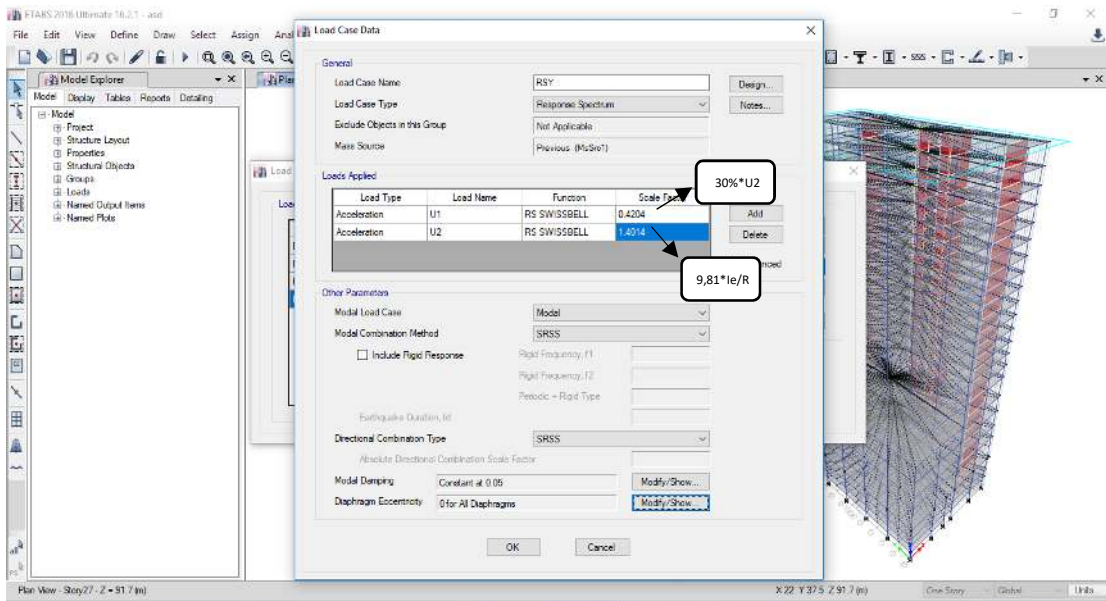 ETABS 2016 Ultimate 16.2.1 - asd
File Edit View Define Draw Select Assign Anal
Model Explorer
Model Display Tables Reports Detailing
Model
Project
Structure Layout
Properties
Structural Objects
Groups
Loads
Named Output Items
Named Plots
Load
Load Case Data
General
Load Case Name RSY Design...
Load Case Type Response Spectrum Notes...
Exclude Objects in this Group Not Applicable
Mass Source Previous (MsSrc1)
Loads Applied
Load Type Load Name Function Scale Factor
Acceleration U1 RS SWISSBELL 0.4204 Add
Acceleration U2 RS SWISSBELL 1.4014 Delete
30%*U2
9,81*Ie/R
Other Parameters
Modal Load Case Modal
Modal Combination Method SRSS
Include Rigid Response Rigid Frequency, f1
Rigid Frequency, f2
Periodic + Rigid Type
Earthquake Duration, td
Directional Combination Type SRSS
Absolute Directional Combination Scale Factor
Modal Damping Constant at 0.05 Modify/Show...
Diaphragm Eccentricity 0 for All Diaphragms Modify/Show...
OK Cancel
Plan View - Story27 - Z = 91.7 (m) X 22 Y 37.5 Z 91.7 (m) One Story Global Units